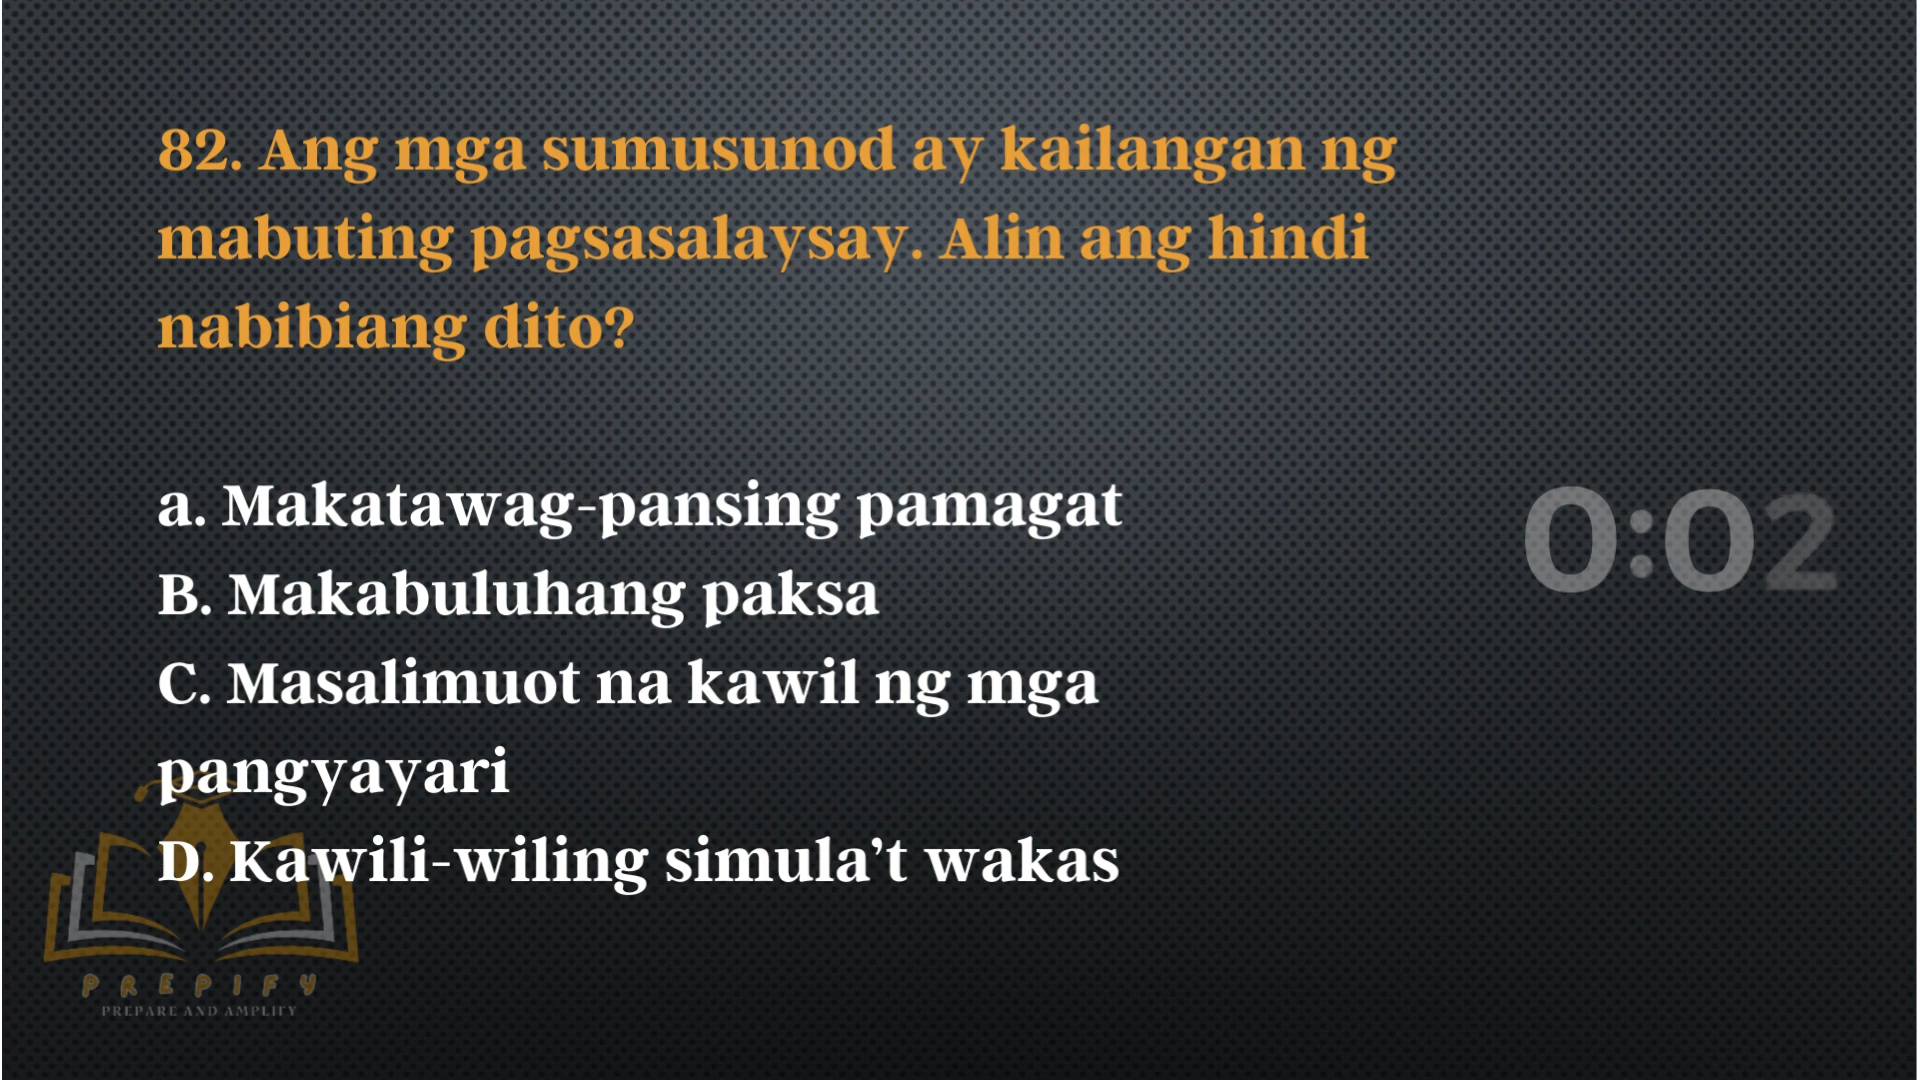 82. Ang mga sumusunod ay kailangan ng
mabuting pagsasalaysay. Alin ang hindi
nabibiang dito?
a. Makatawag-pansing pamagat
B. Makabuluhang paksa
C. Masalimuot na kawil ng mga
pangyayari
D. Kawili-wiling simula’t wakas
0:02
PREPIFY
PREPARE AND AMPLIFY